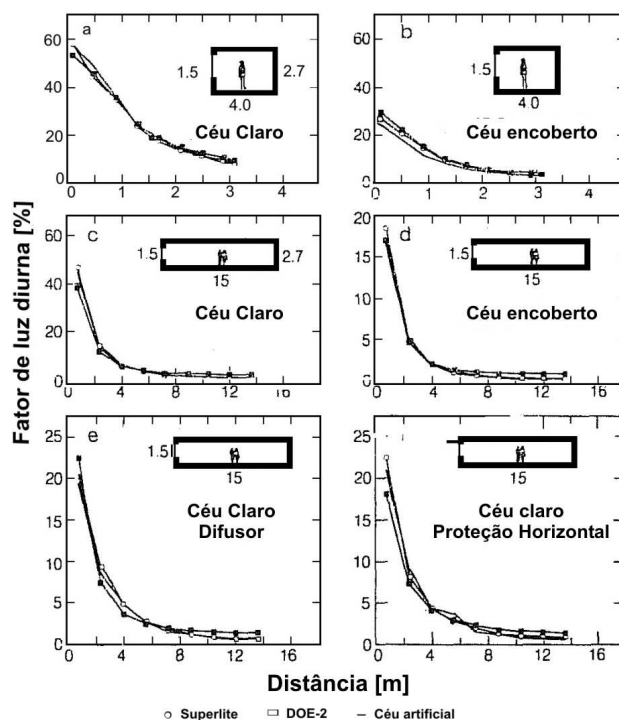 Fator de luz diurna [%]
a
80
60
40
20
0
0 1 2 3 4
1.5
2.7
4.0
Céu Claro
b
80
60
40
20
0
0 1 2 3 4
1.5
4.0
Céu encoberto
c
60
40
20
0
0 4 8 12
1.5
2.7
15
Céu Claro
d
20
15
10
5
0
0 4 8 12 16
1.5
15
Céu encoberto
e
25
20
15
10
5
0
0 4 8 12 16
1.5
15
Céu Claro
Difusor
25
20
15
10
5
0
0 4 8 12 16
15
Céu claro
Proteção Horizontal
Distância [m]
Superlite DOE-2 Céu artificial